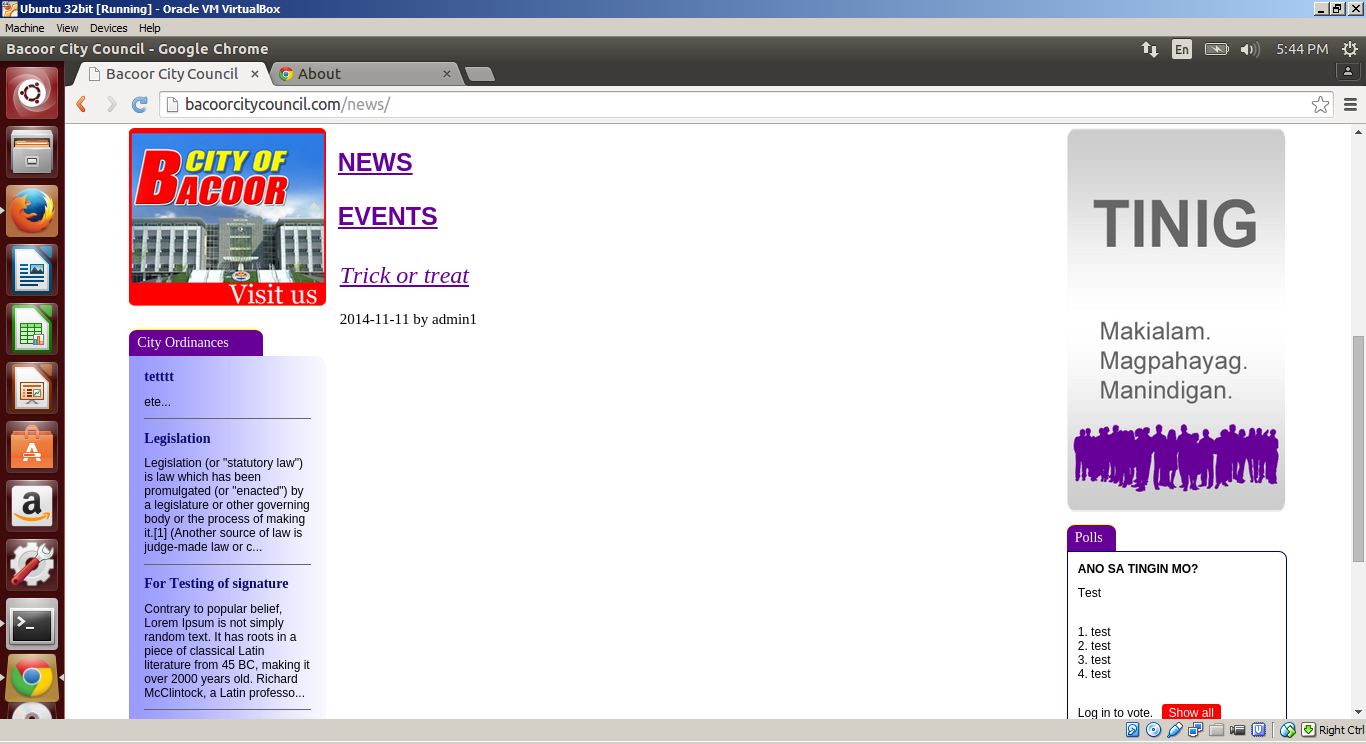 Ubuntu 32bit [Running] - Oracle VM VirtualBox
Machine View Devices Help
Bacoor City Council - Google Chrome
En
5:44 PM
Bacoor City Council
About
bacoorcitycouncil.com/news/
CITY OF
BACOOR
Visit us
City Ordinances
tetttt
ete...
Legislation
Legislation (or "statutory law")
is law which has been
promulgated (or "enacted") by
a legislature or other governing
body or the process of making
it.[1] (Another source of law is
judge-made law or c...
For Testing of signature
Contrary to popular belief,
Lorem Ipsum is not simply
random text. It has roots in a
piece of classical Latin
literature from 45 BC, making it
over 2000 years old. Richard
McClintock, a Latin professo...
NEWS
EVENTS
Trick or treat
2014-11-11 by admin1
TINIG
Makialam.
Magpahayag.
Manindigan.
Polls
ANO SA TINGIN MO?
Test
1. test
2. test
3. test
4. test
Log in to vote. Show all
Right Ctrl